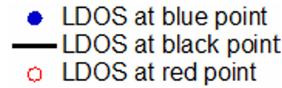 LDOS at blue point
LDOS at black point
LDOS at red point